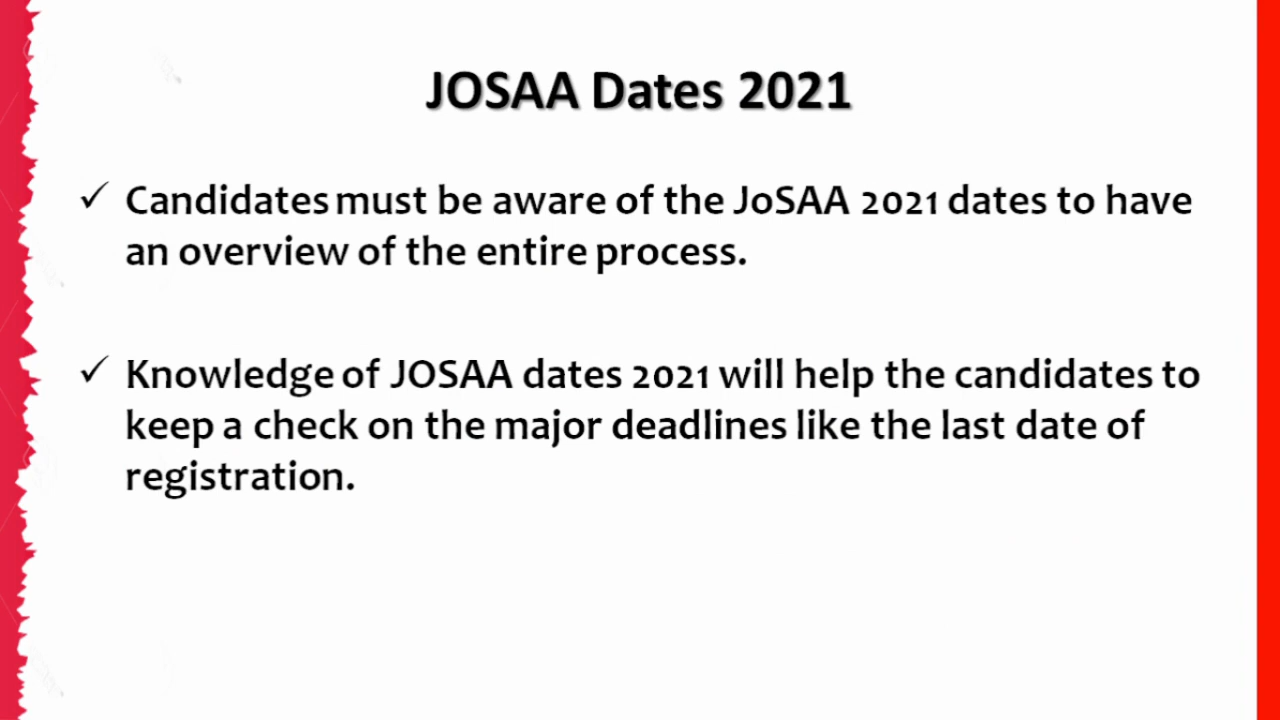 JOSAA Dates 2021
✓ Candidates must be aware of the JoSAA 2021 dates to have
an overview of the entire process.
✓ Knowledge of JOSAA dates 2021 will help the candidates to
keep a check on the major deadlines like the last date of
registration.